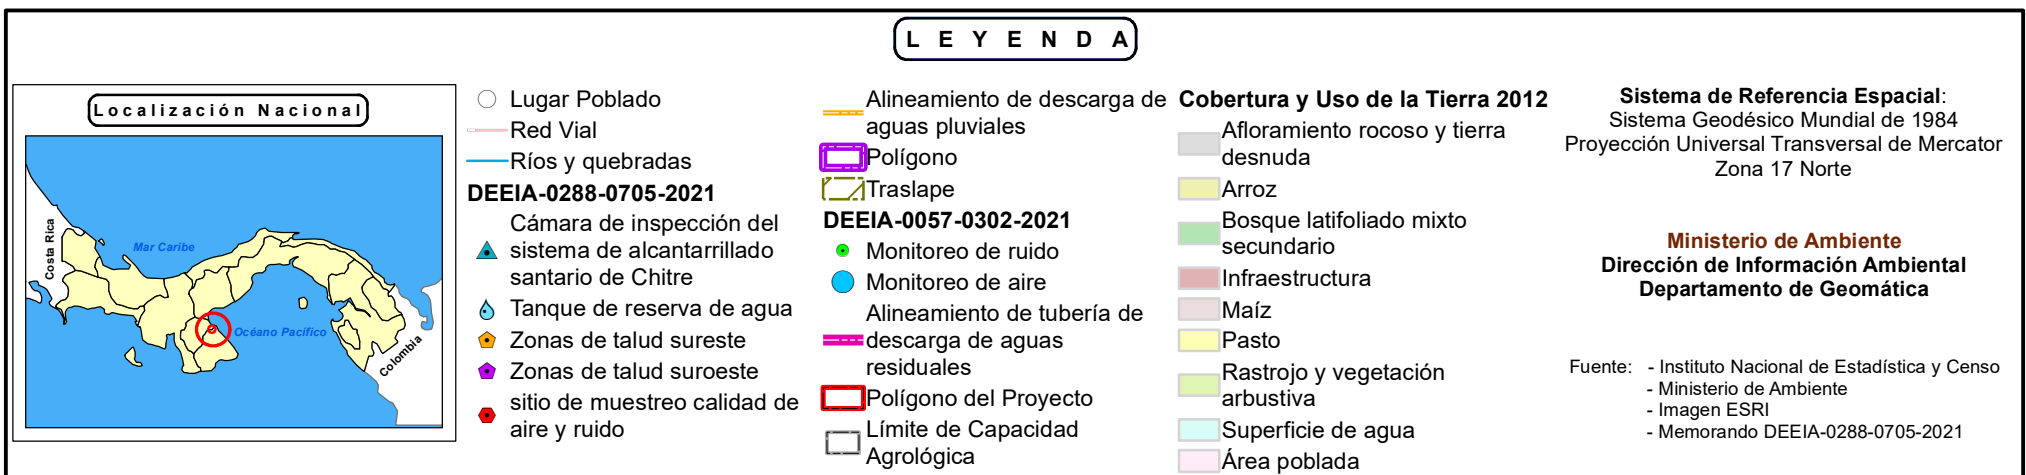 L E Y E N D A
Localización Nacional
Costa Rica
Mar Caribe
Océano Pacífico
Colombia
Lugar Poblado
Red Vial
Ríos y quebradas
DEEIA-0288-0705-2021
Cámara de inspección del
sistema de alcantarrillado
santario de Chitre
Tanque de reserva de agua
Zonas de talud sureste
Zonas de talud suroeste
sitio de muestreo calidad de
aire y ruido
Alineamiento de descarga de
aguas pluviales
Polígono
Traslape
DEEIA-0057-0302-2021
Monitoreo de ruido
Monitoreo de aire
Alineamiento de tubería de
descarga de aguas
residuales
Polígono del Proyecto
Límite de Capacidad
Agrológica
Cobertura y Uso de la Tierra 2012
Afloramiento rocoso y tierra
desnuda
Arroz
Bosque latifoliado mixto
secundario
Infraestructura
Maíz
Pasto
Rastrojo y vegetación
arbustiva
Superficie de agua
Área poblada
Sistema de Referencia Espacial:
Sistema Geodésico Mundial de 1984
Proyección Universal Transversal de Mercator
Zona 17 Norte
Ministerio de Ambiente
Dirección de Información Ambiental
Departamento de Geomática
Fuente: - Instituto Nacional de Estadística y Censo
- Ministerio de Ambiente
- Imagen ESRI
- Memorando DEEIA-0288-0705-2021